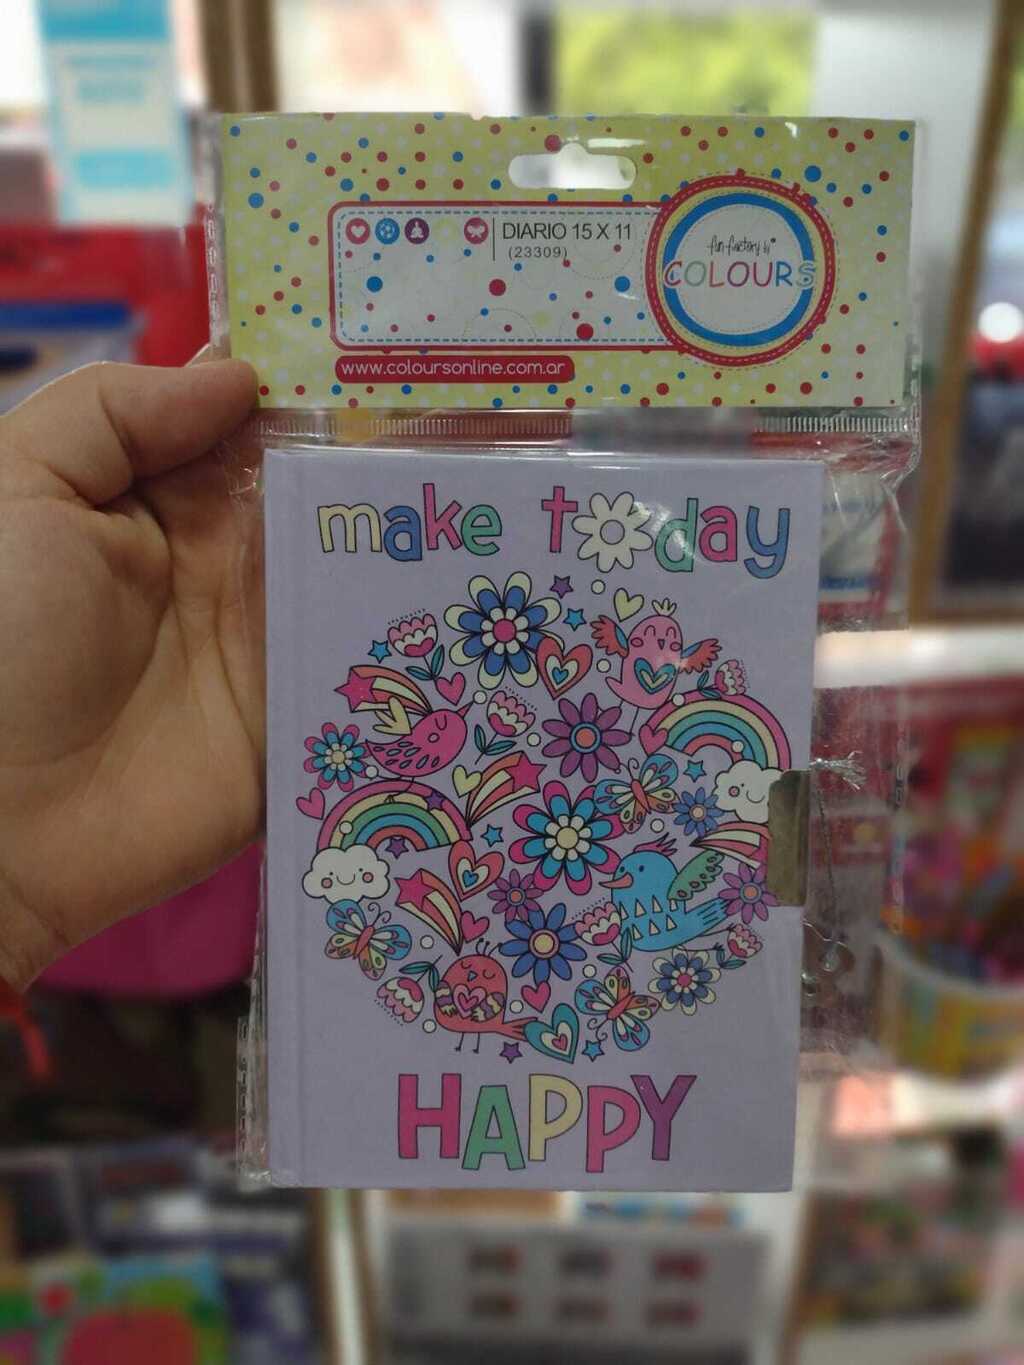 DIARIO 15 X 11
(23309)
fun factory by
COLOURS
www.coloursonline.com.ar
make today
HAPPY